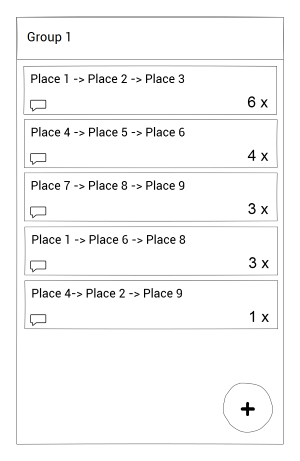 Group 1
Place 1 -> Place 2 -> Place 3
6 x
Place 4 -> Place 5 -> Place 6
4 x
Place 7 -> Place 8 -> Place 9
3 x
Place 1 -> Place 6 -> Place 8
3 x
Place 4-> Place 2 -> Place 9
1 x
+